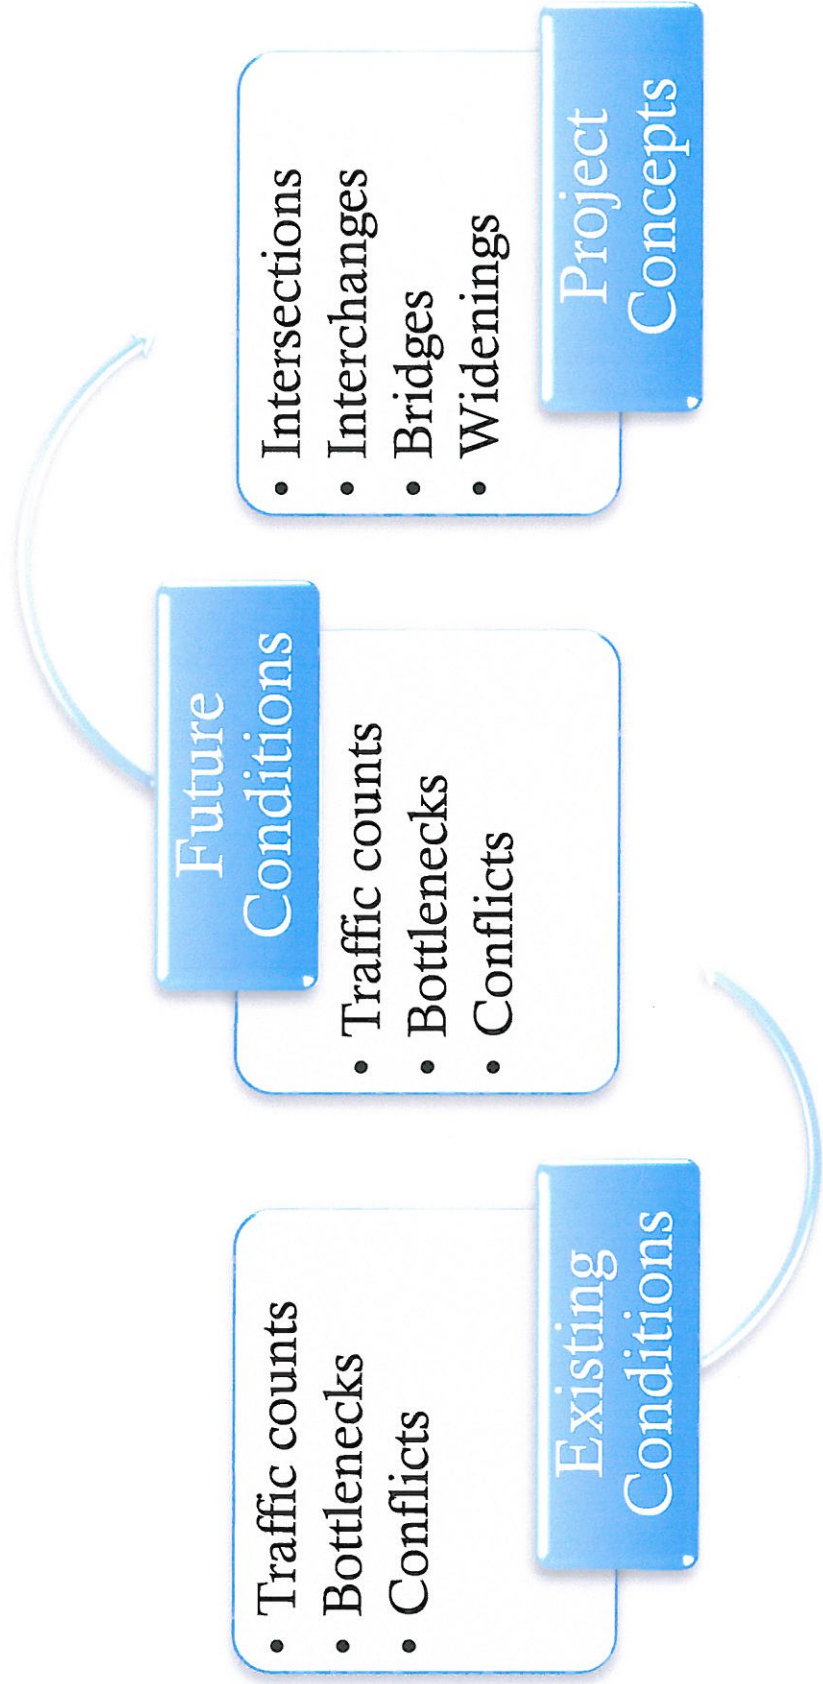 • Traffic counts
• Bottlenecks
• Conflicts
Existing
Conditions
Future
Conditions
• Traffic counts
• Bottlenecks
• Conflicts
• Intersections
• Interchanges
• Bridges
• Widenings
Project
Concepts